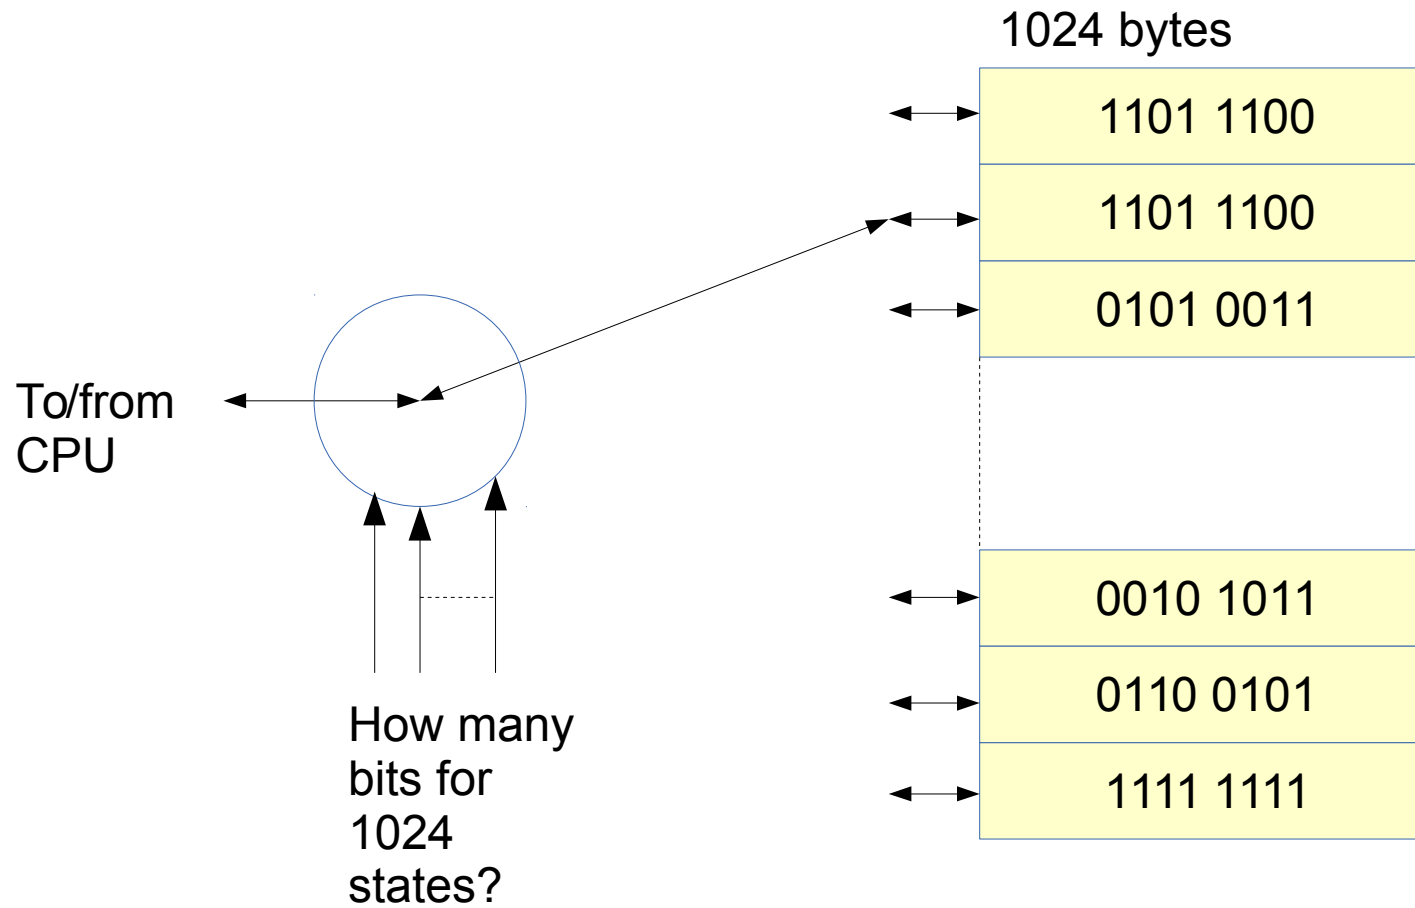 1024 bytes
1101 1100
1101 1100
0101 0011
To/from
CPU
0010 1011
0110 0101
1111 1111
How many
bits for
1024
states?